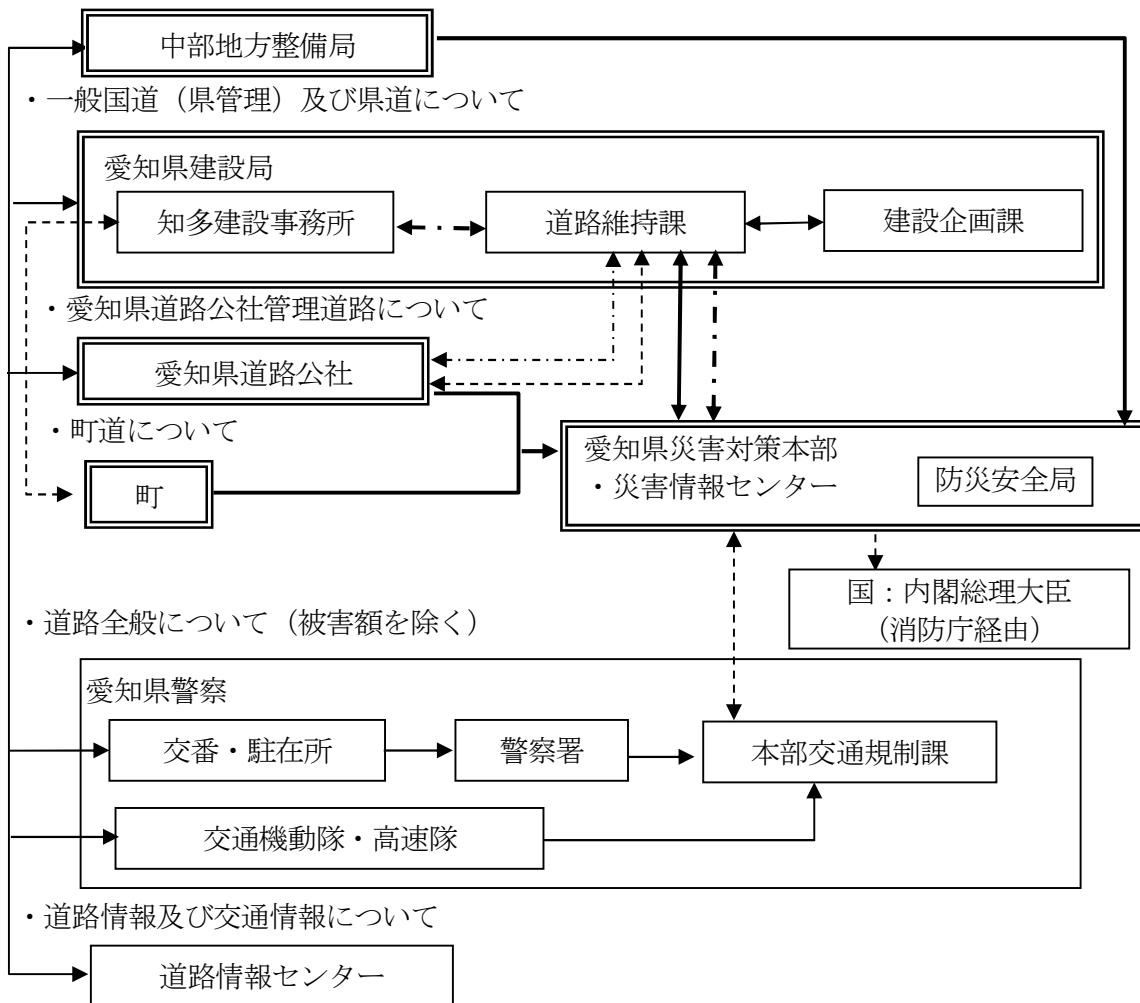 中部地方整備局
・一般国道（県管理）及び県道について
愛知県建設局
知多建設事務所
道路維持課
建設企画課
・愛知県道路公社管理道路について
愛知県道路公社
・町道について
町
愛知県災害対策本部
・災害情報センター
防災安全局
国：内閣総理大臣
（消防庁経由）
・道路全般について（被害額を除く）
愛知県警察
交番・駐在所
警察署
本部交通規制課
交通機動隊・高速隊
・道路情報及び交通情報について
道路情報センター